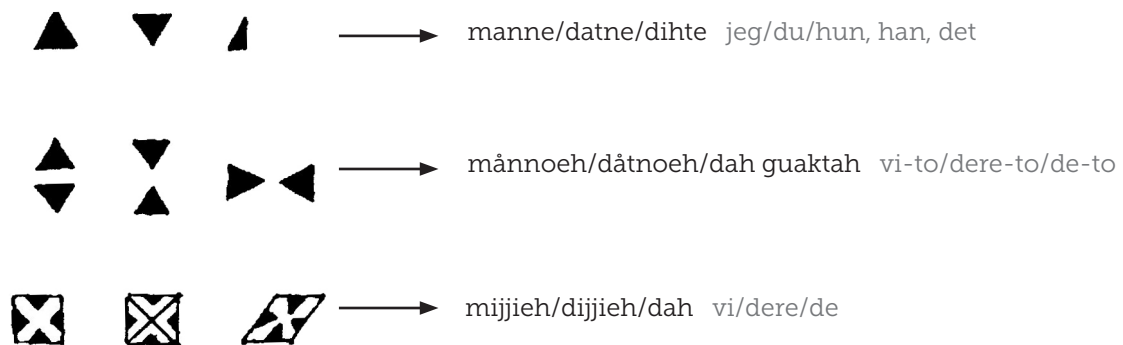 manne/datne/dihte jeg/du/hun, han, det
månnoeh/dåtnoeh/dah guaktah vi-to/dere-to/de-to
mijjieh/dijjieh/dah vi/dere/de